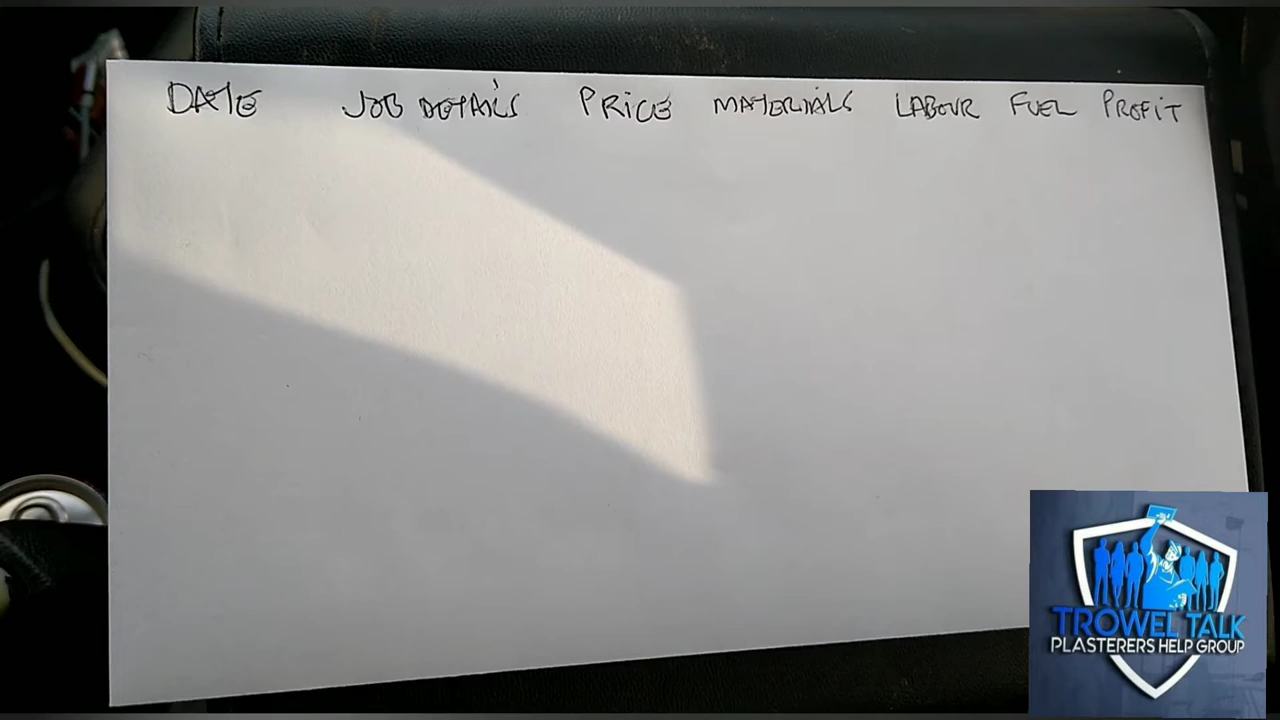 DATE JOB DETAILS PRICE MATERIALS LABOUR FUEL PROFIT
TROWEL TALK
PLASTERERS HELP GROUP